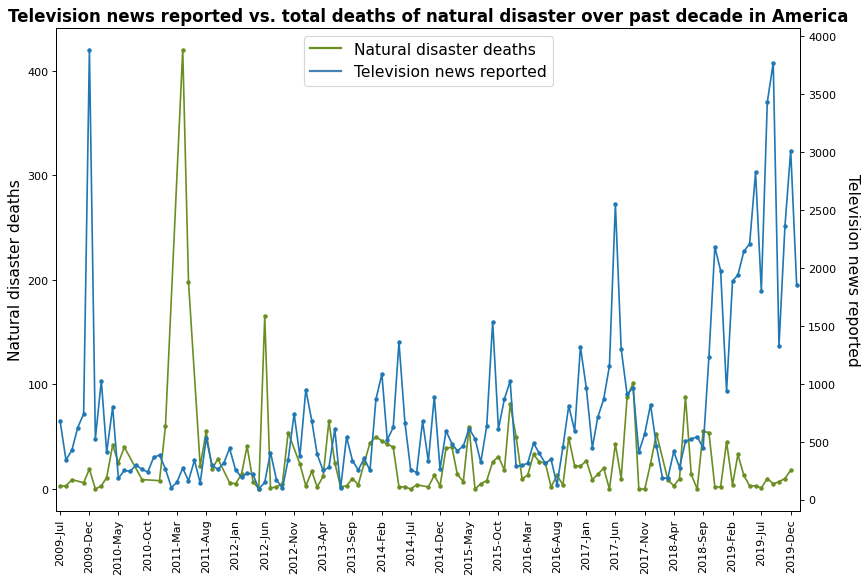 Television news reported vs. total deaths of natural disaster over past decade in America
Natural disaster deaths
Television news reported
Natural disaster deaths
400
300
200
100
0
4000
3500
3000
2500
2000
1500
1000
500
0
Television news reported
2009-Jul
2009-Dec
2010-May
2010-Oct
2011-Mar
2011-Aug
2012-Jan
2012-Jun
2012-Nov
2013-Apr
2013-Sep
2014-Feb
2014-Jul
2014-Dec
2015-May
2015-Oct
2016-Mar
2016-Aug
2017-Jan
2017-Jun
2017-Nov
2018-Apr
2018-Sep
2019-Feb
2019-Jul
2019-Dec